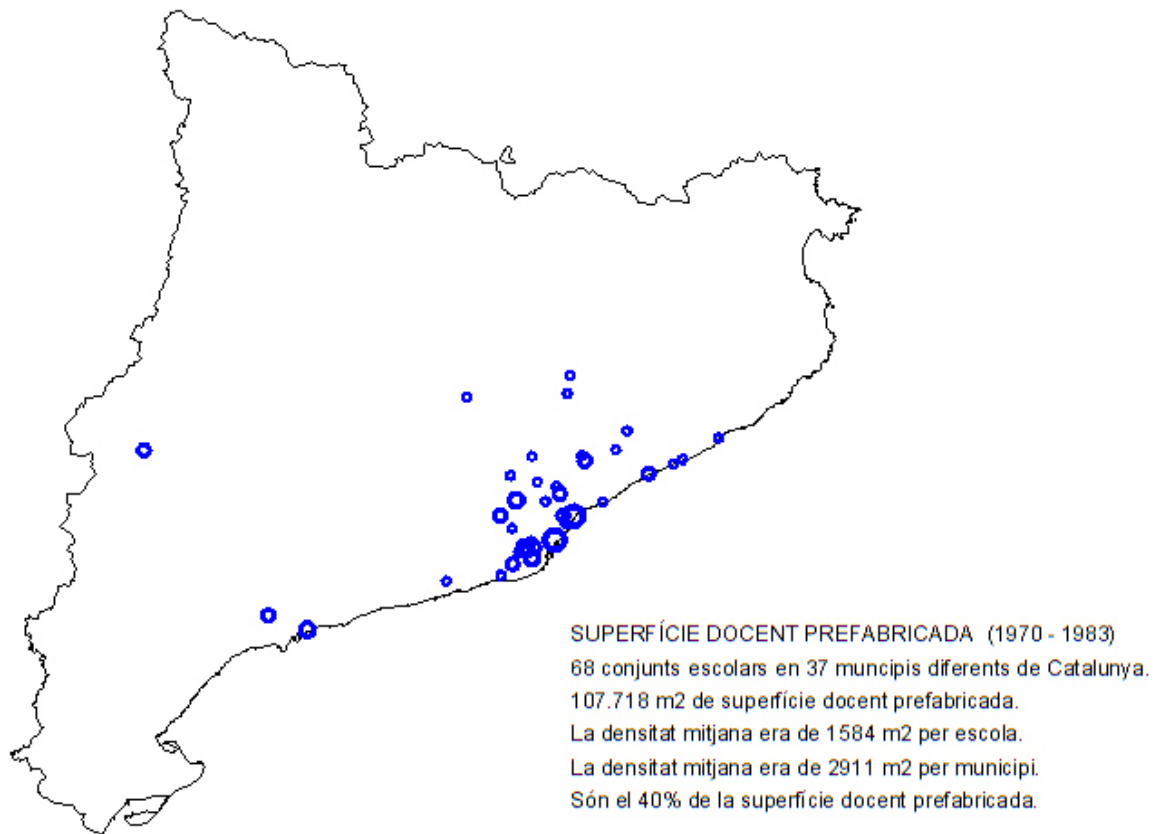 SUPERFÍCIE DOCENT PREFABRICADA (1970 - 1983)
68 conjunts escolars en 37 muncipis diferents de Catalunya.
107.718 m2 de superfície docent prefabricada.
La densitat mitjana era de 1584 m2 per escola.
La densitat mitjana era de 2911 m2 per municipi.
Són el 40% de la superfície docent prefabricada.